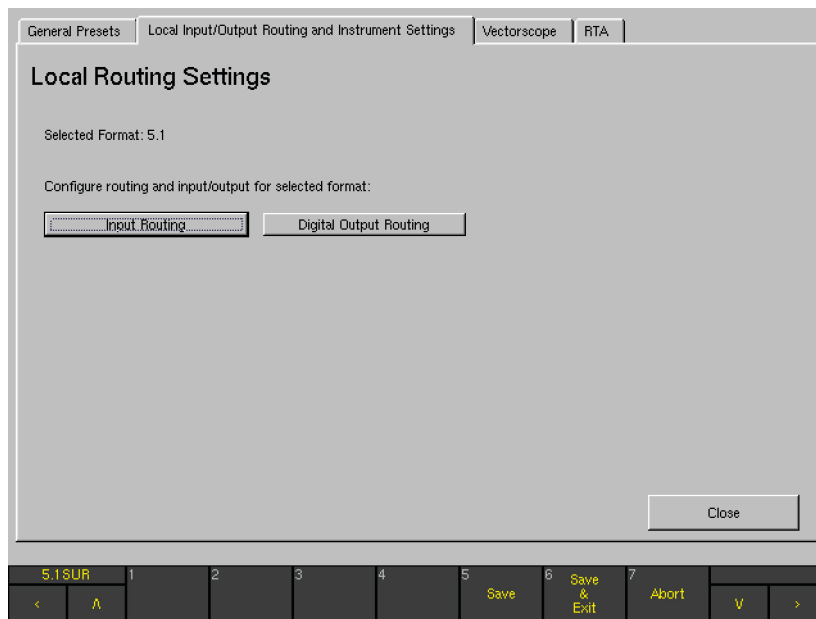 General Presets
Local Input/Output Routing and Instrument Settings
Vectorscope
RTA
Local Routing Settings
Selected Format: 5.1
Configure routing and input/output for selected format:
Input Routing
Digital Output Routing
Close
5.1SUR
1
2
3
4
5
Save
6
Save
&
Exit
7
Abort
<
Λ
V
>